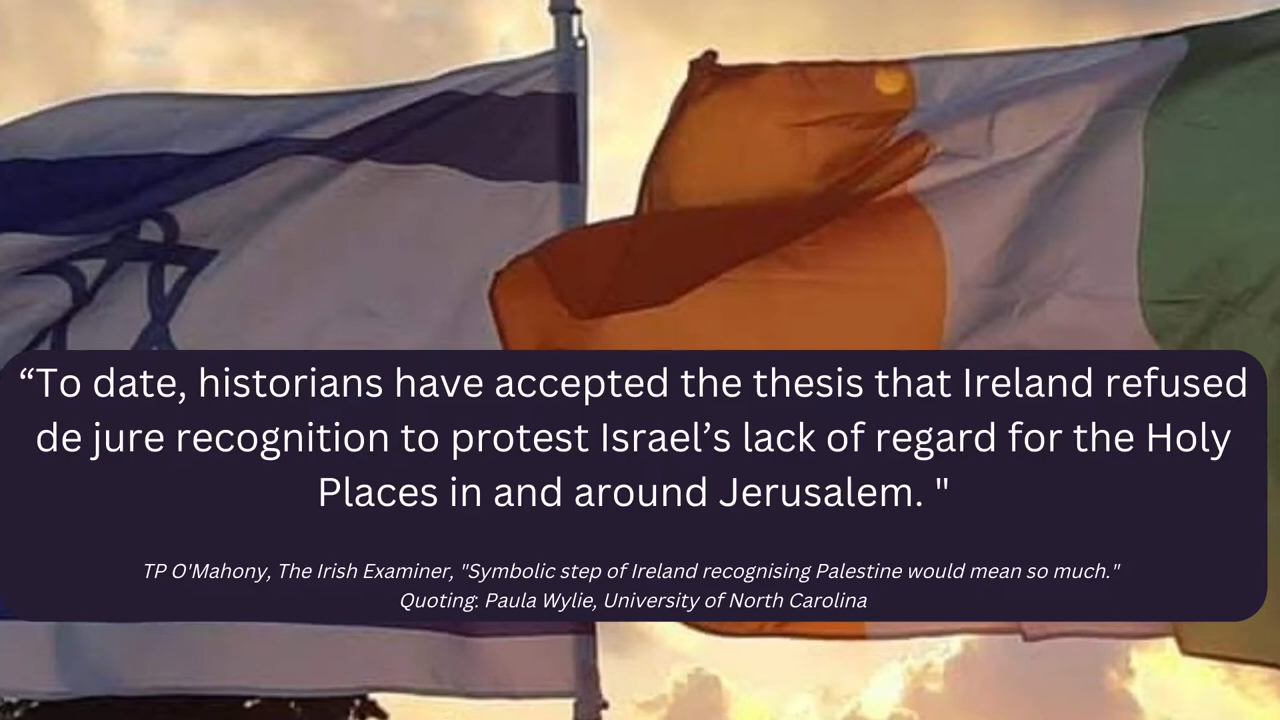 “To date, historians have accepted the thesis that Ireland refused
de jure recognition to protest Israel’s lack of regard for the Holy
Places in and around Jerusalem. "
TP O'Mahony, The Irish Examiner, "Symbolic step of Ireland recognising Palestine would mean so much."
Quoting: Paula Wylie, University of North Carolina